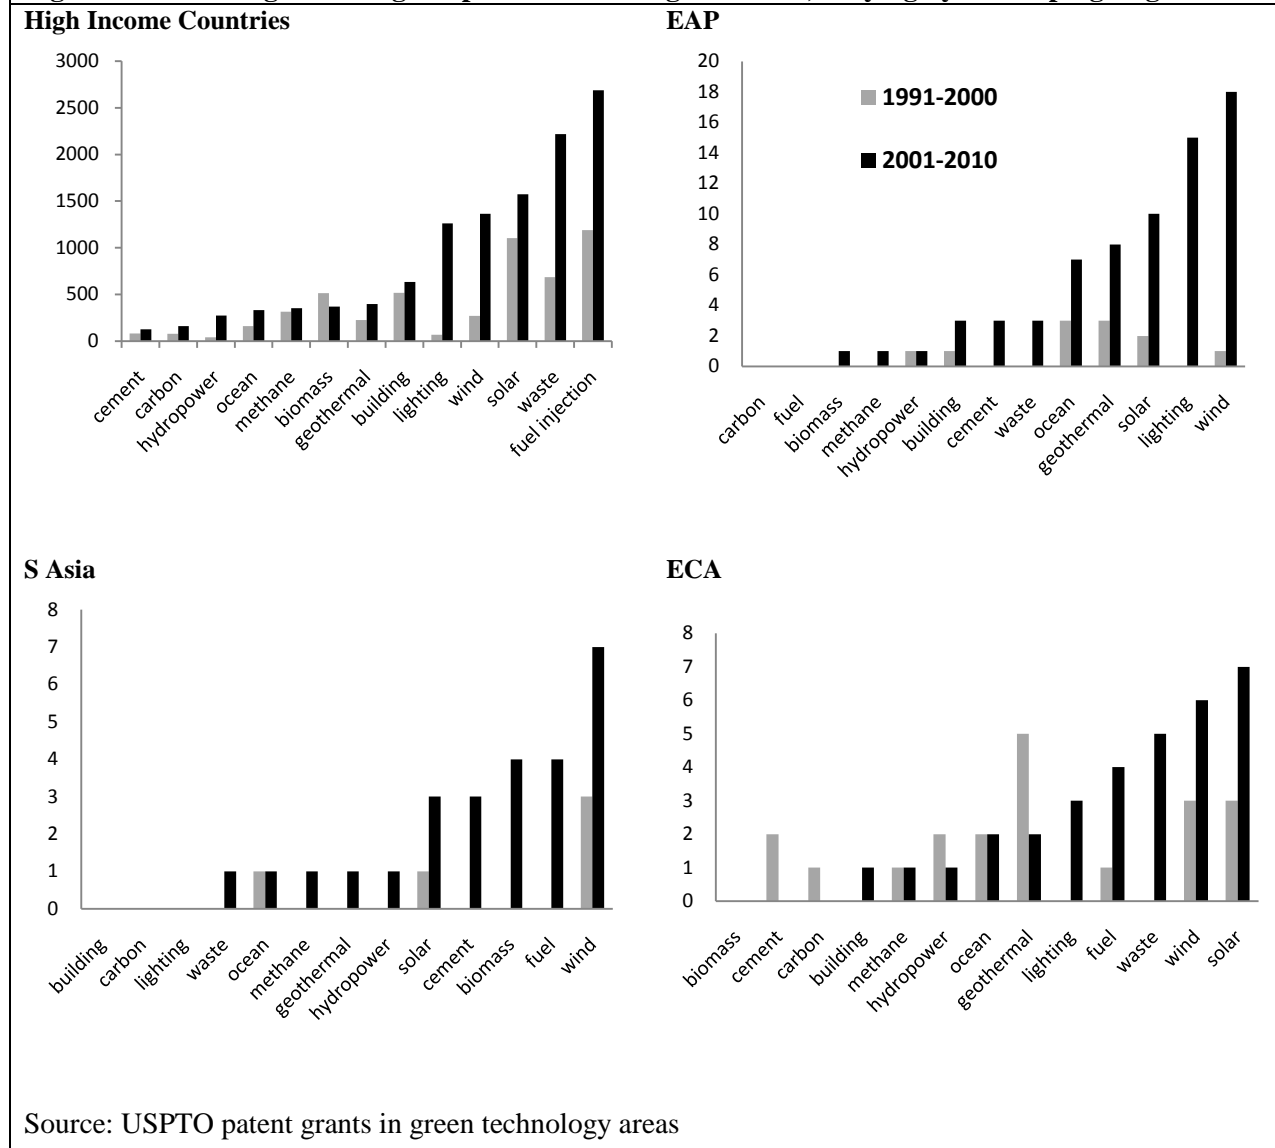 High Income Countries
3000
2500
2000
1500
1000
500
0
cement
carbon
hydropower
ocean
methane
biomass
geothermal
building
lighting
wind
solar
waste
fuel injection
EAP
20
18
16
14
12
10
8
6
4
2
0
1991-2000
2001-2010
carbon
fuel
biomass
methane
hydropower
building
cement
waste
ocean
geothermal
solar
lighting
wind
S Asia
8
7
6
5
4
3
2
1
0
building
carbon
lighting
waste
ocean
methane
geothermal
hydropower
solar
cement
biomass
fuel
wind
ECA
8
7
6
5
4
3
2
1
0
biomass
cement
carbon
building
methane
hydropower
ocean
geothermal
lighting
fuel
waste
wind
solar
Source: USPTO patent grants in green technology areas